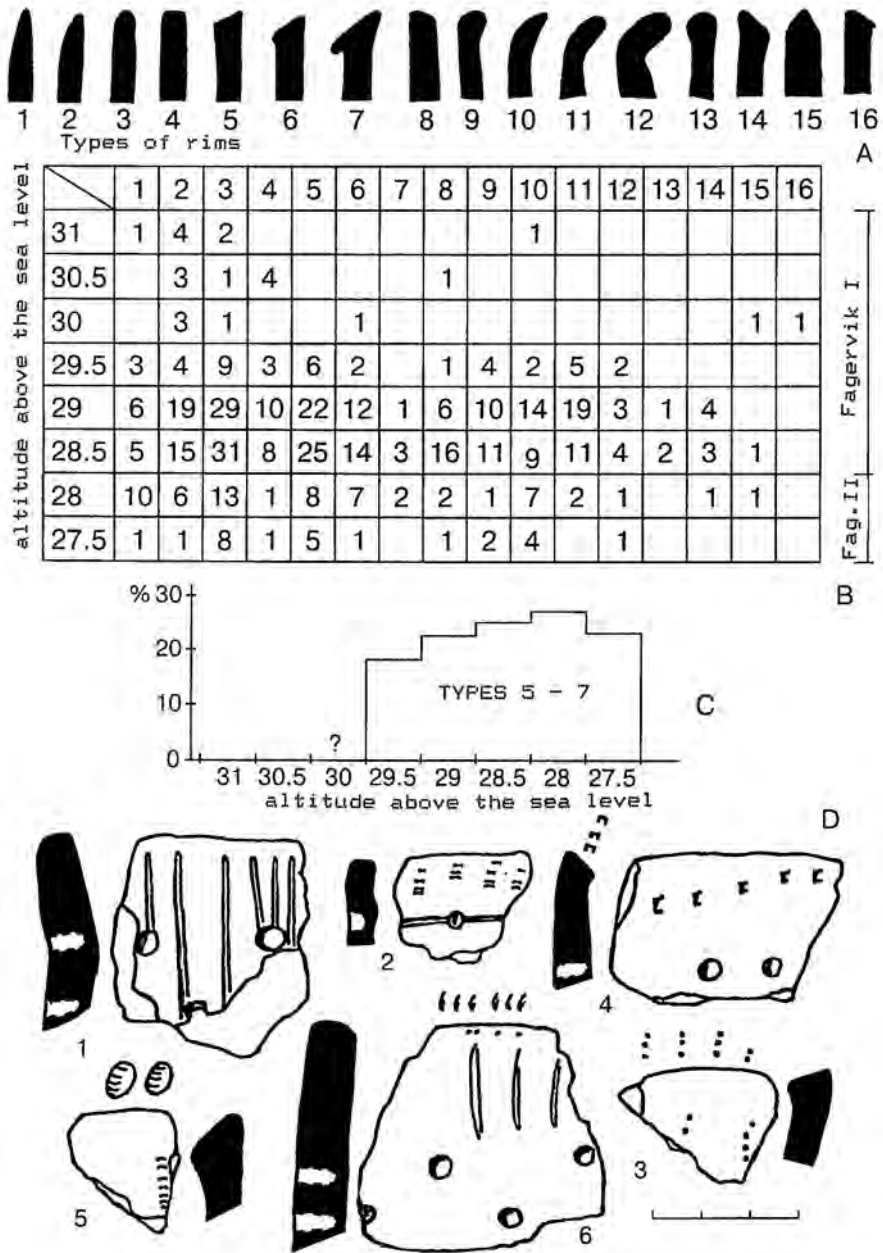 1 2 3 4 5 6 7 8 9 10 11 12 13 14 15 16
Types of rims
A
altitude above the sea level
1 2 3 4 5 6 7 8 9 10 11 12 13 14 15 16
31 1 4 2 1
30.5 3 1 4 1
30 3 1 1 1 1
29.5 3 4 9 3 6 2 1 4 2 5 2
29 6 19 29 10 22 12 1 6 10 14 19 3 1 4
28.5 5 15 31 8 25 14 3 16 11 9 11 4 2 3 1
28 10 6 13 1 8 7 2 2 1 7 2 1 1 1
27.5 1 1 8 1 5 1 1 2 4 1
Fagervik I
Fag. II
B
% 30
20
10
0
TYPES 5 - 7
?
C
31 30.5 30 29.5 29 28.5 28 27.5
altitude above the sea level
D
1
2
4
5
6
3